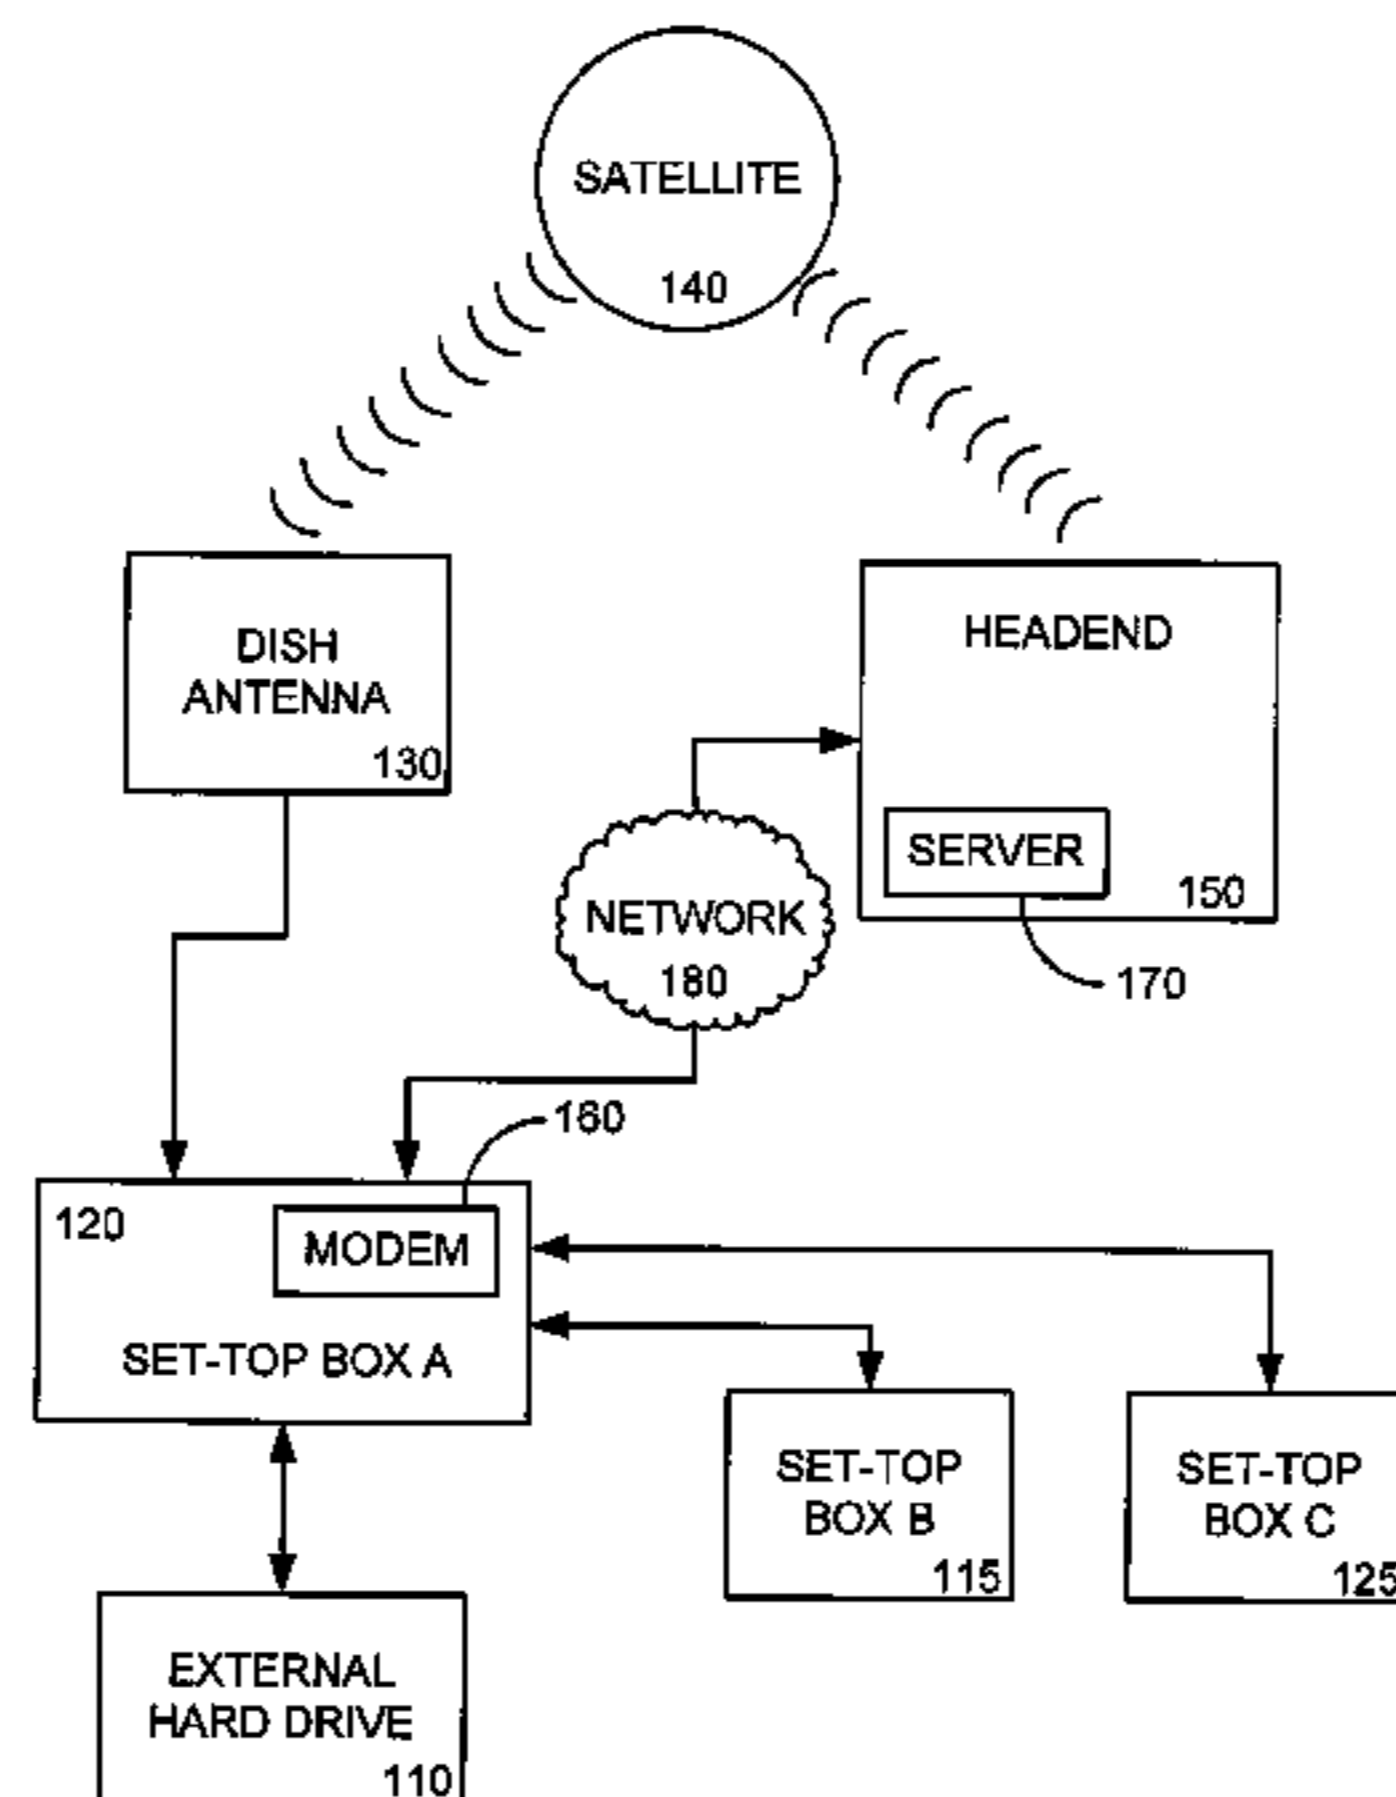 SATELLITE
140
DISH
ANTENNA
130
HEADEND
SERVER
150
170
NETWORK
180
160
120
MODEM
SET-TOP BOX A
SET-TOP
BOX B
115
SET-TOP
BOX C
125
EXTERNAL
HARD DRIVE
110